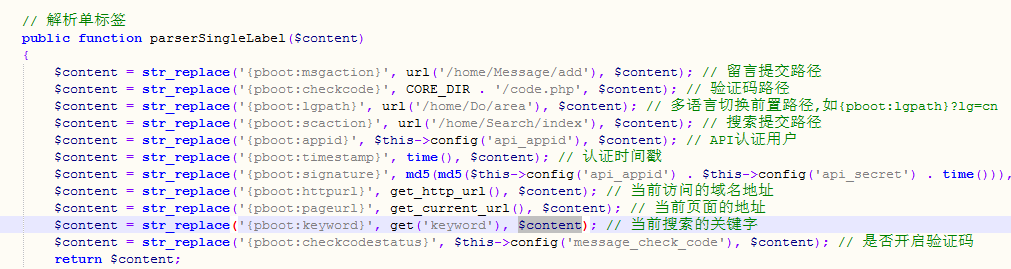 // 解析单标签
public function parserSingleLabel($content)
{
$content = str_replace('{pboot:msgaction}', url('/home/Message/add'), $content); // 留言提交路径
$content = str_replace('{pboot:checkcode}', CORE_DIR . '/code.php', $content); // 验证码路径
$content = str_replace('{pboot:lgpath}', url('/home/Do/area'), $content); // 多语言切换前置路径,如{pboot:lgpath}?lg=cn
$content = str_replace('{pboot:scaction}', url('/home/Search/index'), $content); // 搜索提交路径
$content = str_replace('{pboot:appid}', $this->config('api_appid'), $content); // API认证用户
$content = str_replace('{pboot:timestamp}', time(), $content); // 认证时间戳
$content = str_replace('{pboot:signature}', md5(md5($this->config('api_appid') . $this->config('api_secret') . time())),
$content = str_replace('{pboot:httpurl}', get_http_url(), $content); // 当前访问的域名地址
$content = str_replace('{pboot:pageurl}', get_current_url(), $content); // 当前页面的地址
$content = str_replace('{pboot:keyword}', get('keyword'), $content); // 当前搜索的关键字
$content = str_replace('{pboot:checkcodestatus}', $this->config('message_check_code'), $content); // 是否开启验证码
return $content;